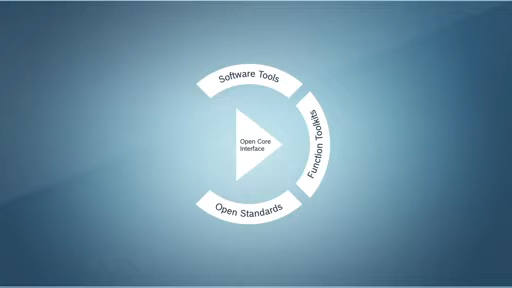 Software Tools
Function Toolkits
Open Core
Interface
Open Standards